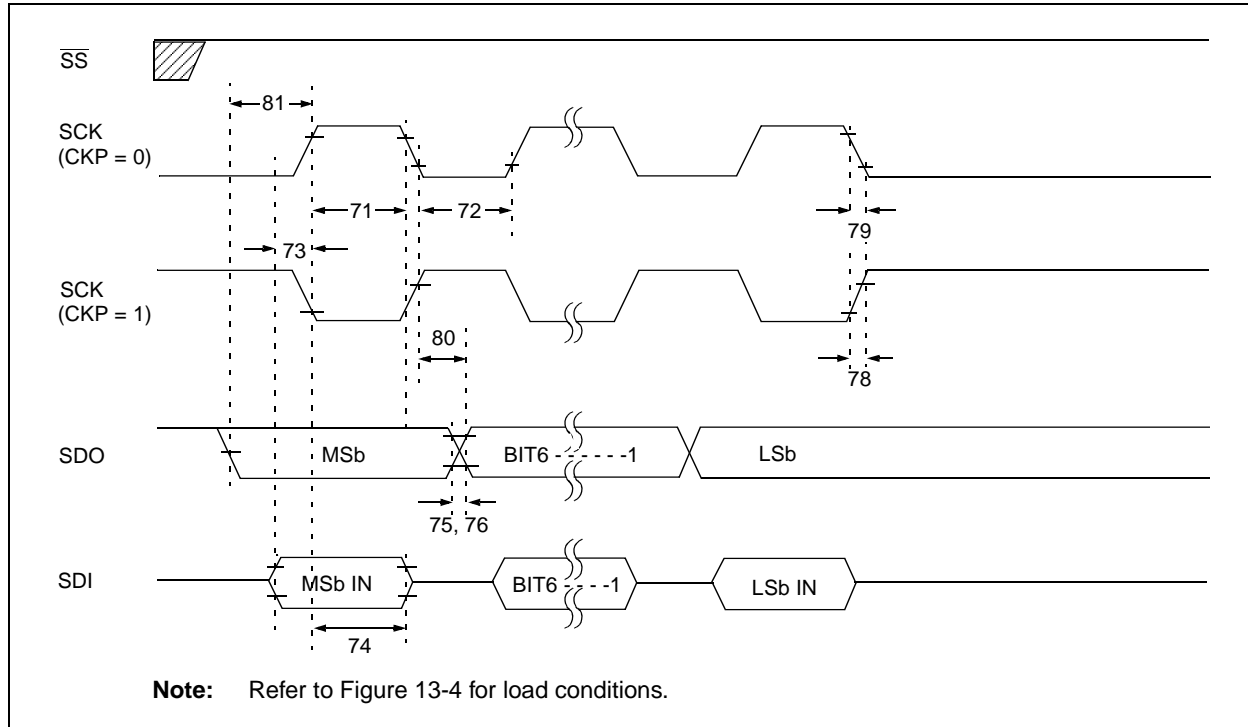 SS
81
SCK
(CKP = 0)
71
72
79
73
SCK
(CKP = 1)
80
78
SDO
MSb
BIT6 - - - - - -1
LSb
75, 76
SDI
MSb IN
BIT6 - - - -1
LSb IN
74
Note: Refer to Figure 13-4 for load conditions.